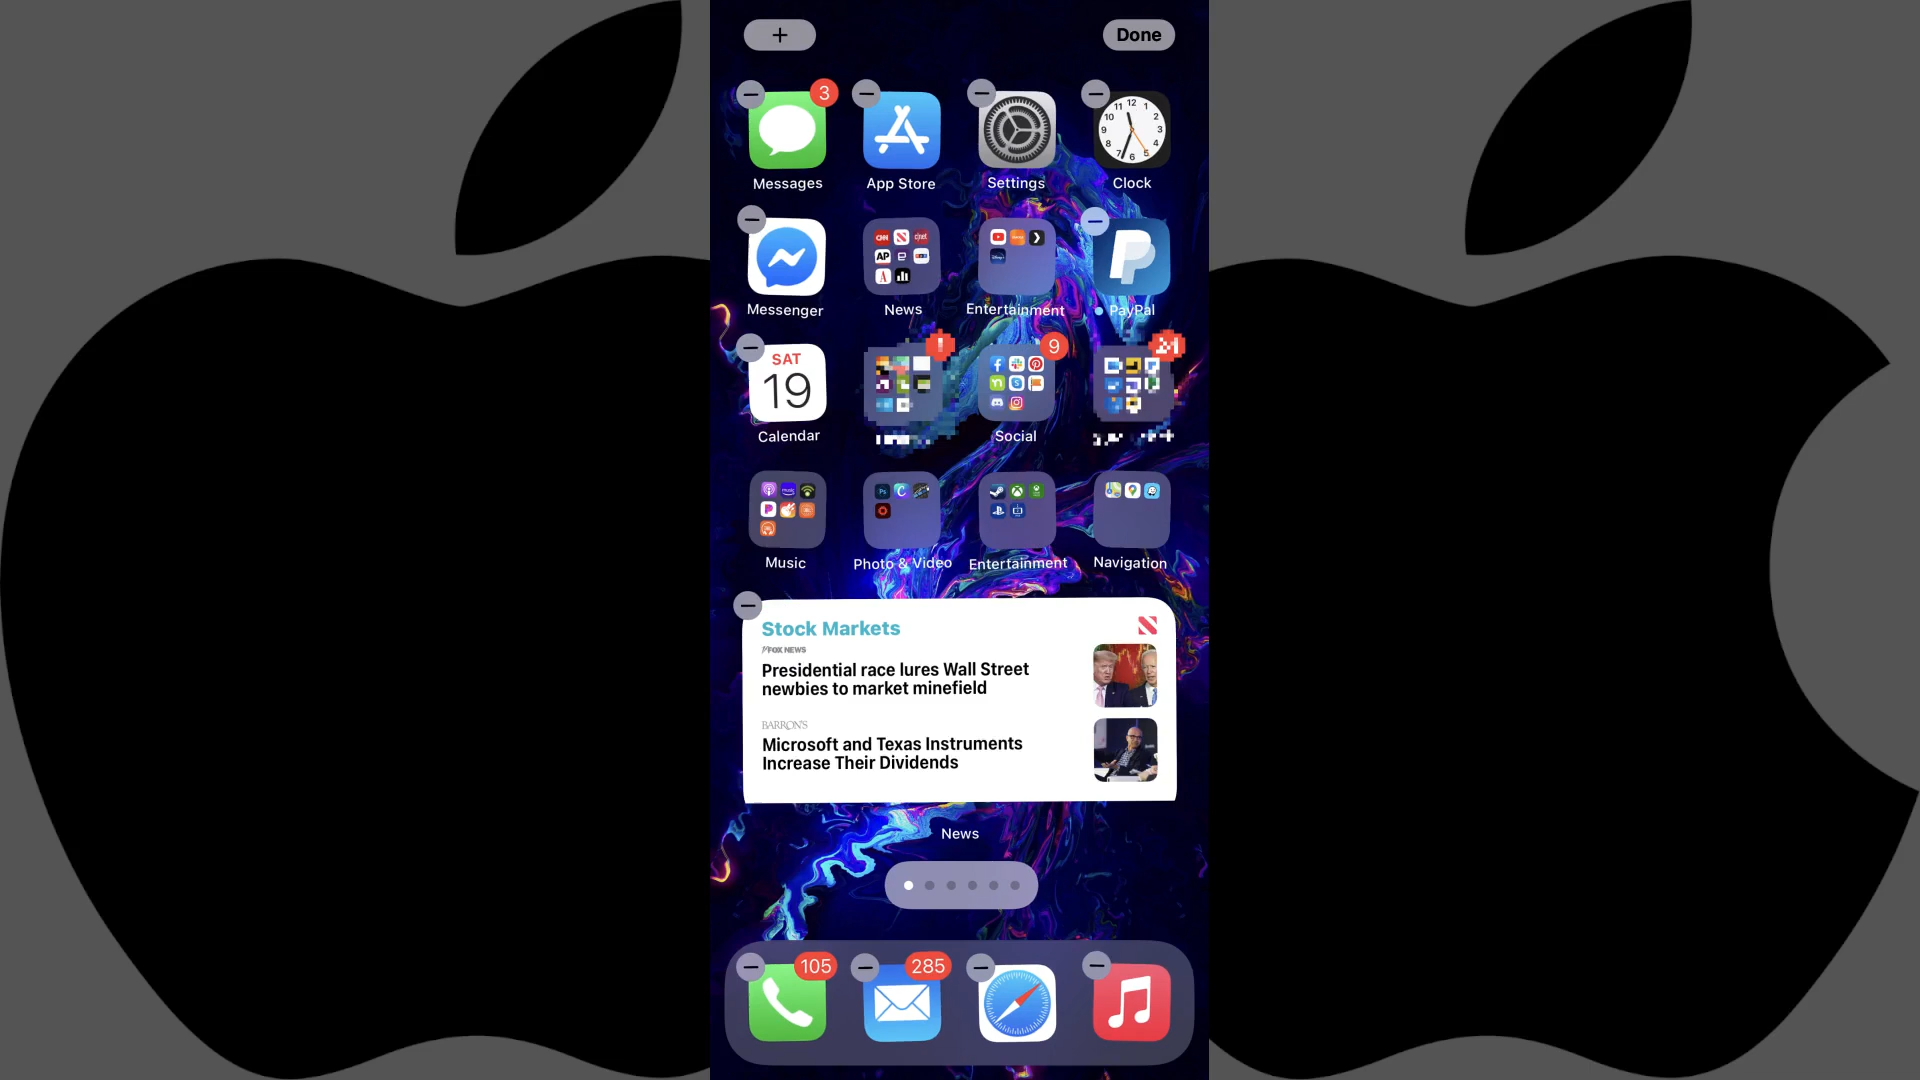 + Done
3
Messages App Store Settings Clock
Messenger News Entertainment PayPal
SAT
19
9
Calendar Social
Music Photo & Video Entertainment Navigation
Stock Markets
FOX NEWS
Presidential race lures Wall Street
newbies to market minefield
BARRON'S
Microsoft and Texas Instruments
Increase Their Dividends
News
105 285